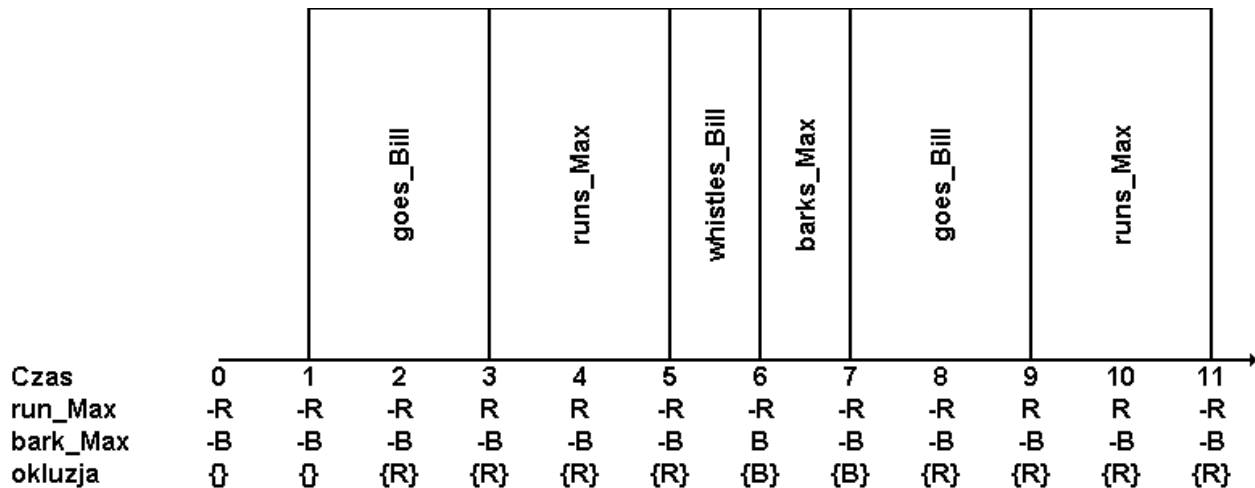 goes_Bill
runs_Max
whistles_Bill
barks_Max
goes_Bill
runs_Max
Czas 0 1 2 3 4 5 6 7 8 9 10 11
run_Max -R -R -R R R -R -R -R -R R R -R
bark_Max -B -B -B -B -B -B B -B -B -B -B -B
okluzja {} {} {R} {R} {R} {R} {B} {B} {R} {R} {R} {R}